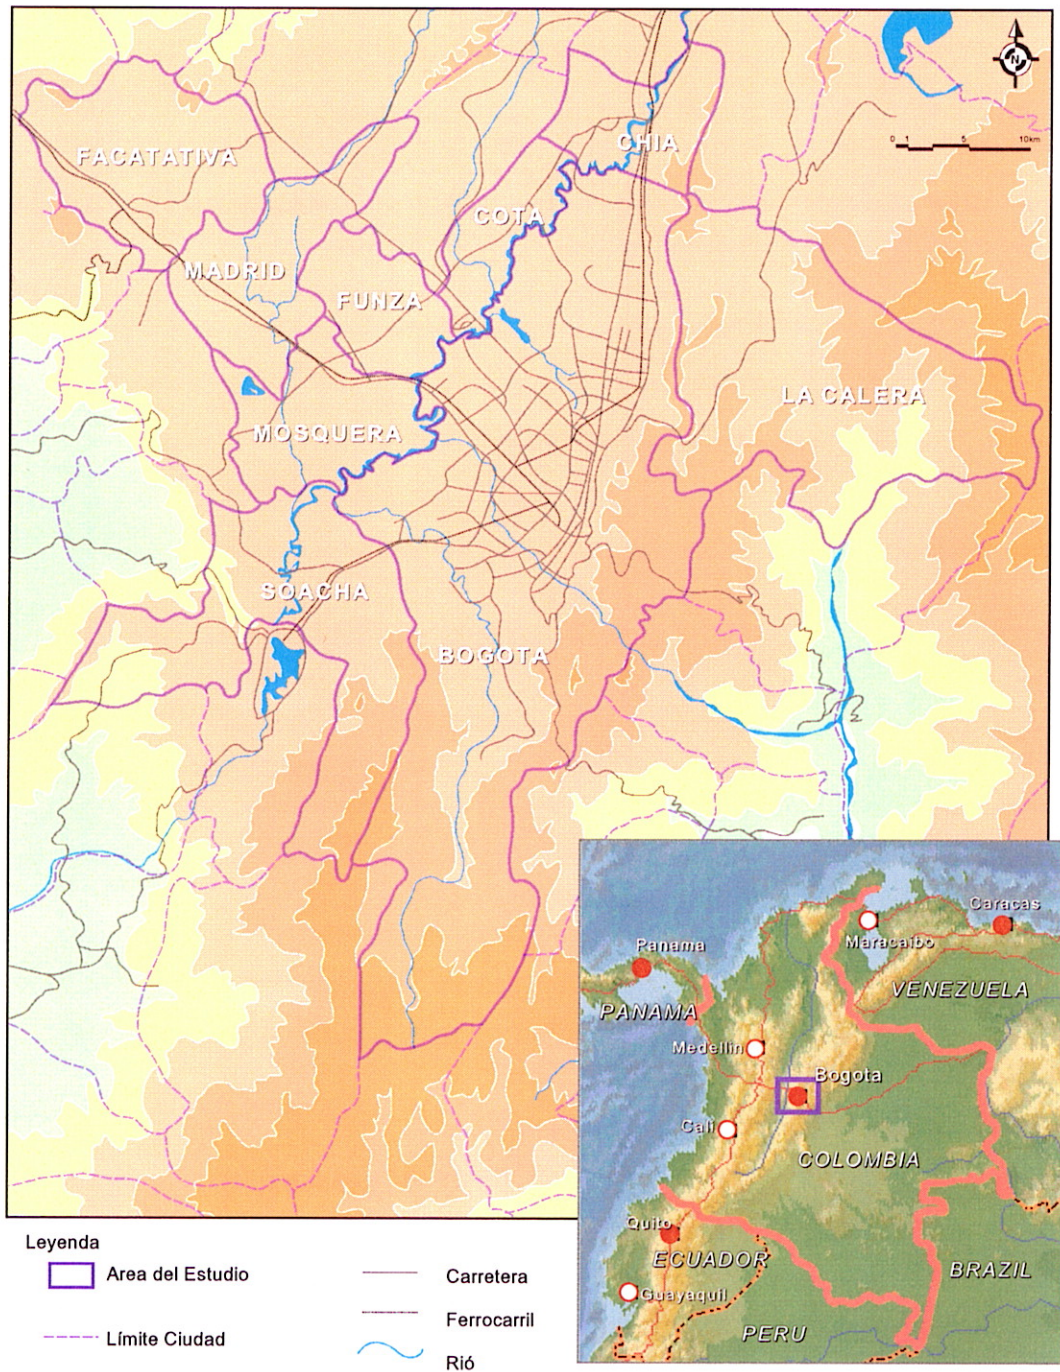 N
0 1 5 10km
FACATATIVA
CHIA
COTA
MADRID
FUNZA
LA CALERA
MOSQUERA
SOACHA
BOGOTA
Caracas
Maracaibo
Panama
VENEZUELA
PANAMA
Medellin
Bogota
Cali
COLOMBIA
Quito
ECUADOR
BRAZIL
Guayaquil
PERU
Leyenda
Area del Estudio
Límite Ciudad
Carretera
Ferrocarril
Rió